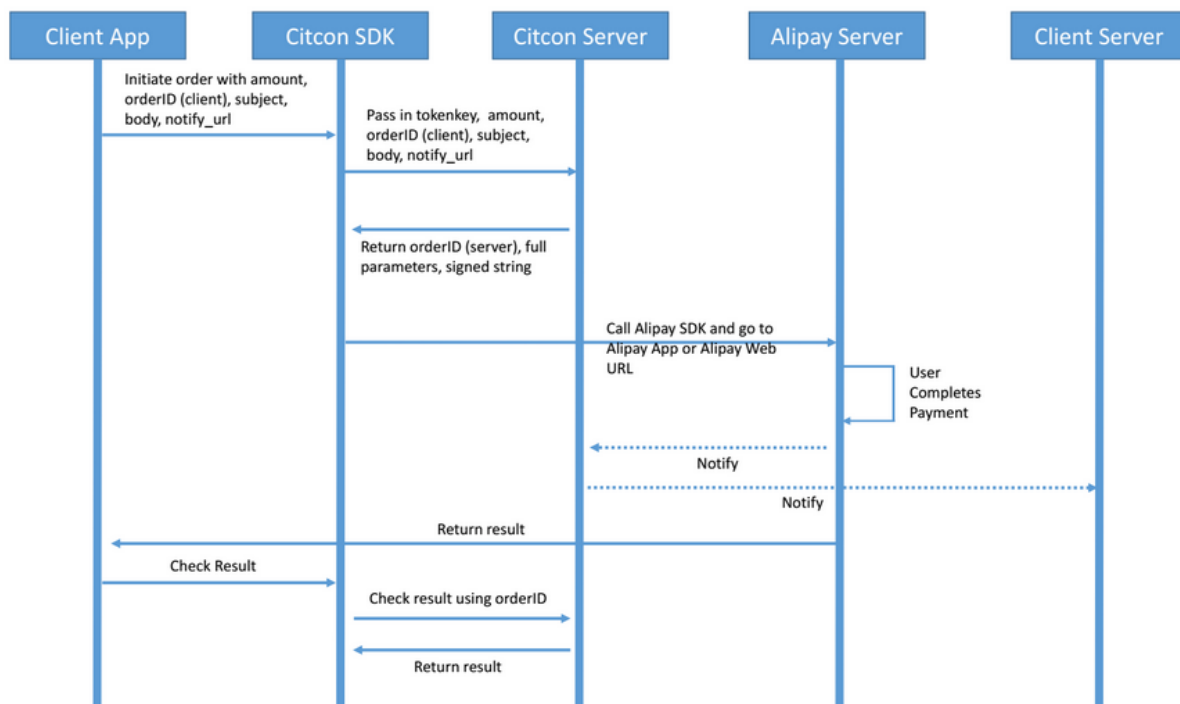 Client App
Citcon SDK
Citcon Server
Alipay Server
Client Server
Initiate order with amount,
orderID (client), subject,
body, notify_url
Pass in tokenkey,  amount,
orderID (client), subject,
body, notify_url
Return orderID (server), full
parameters, signed string
Call Alipay SDK and go to
Alipay App or Alipay Web
URL
User
Completes
Payment
Notify
Notify
Return result
Check Result
Check result using orderID
Return result